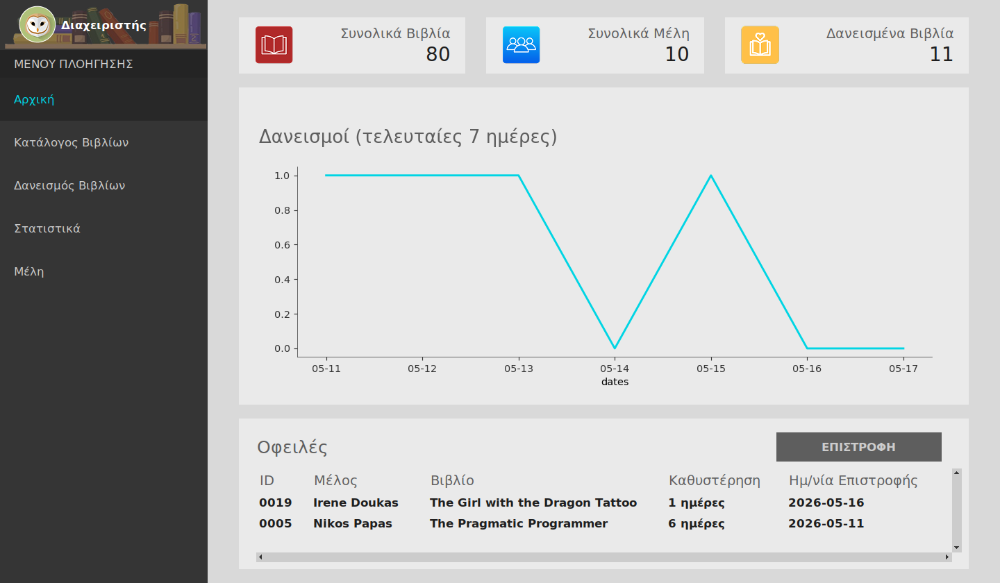 Διαχειριστής
ΜΕΝΟΥ ΠΛΟΗΓΗΣΗΣ
Αρχική
Κατάλογος Βιβλίων
Δανεισμός Βιβλίων
Στατιστικά
Μέλη
Συνολικά Βιβλία
80
Συνολικά Μέλη
10
Δανεισμένα Βιβλία
11
Δανεισμοί (τελευταίες 7 ημέρες)
1.0
0.8
0.6
0.4
0.2
0.0
05-11 05-12 05-13 05-14 05-15 05-16 05-17
dates
Οφειλές
ΕΠΙΣΤΡΟΦΗ
ID Μέλος Βιβλίο Καθυστέρηση Ημ/νία Επιστροφής
0019 Irene Doukas The Girl with the Dragon Tattoo 1 ημέρες 2026-05-16
0005 Nikos Papas The Pragmatic Programmer 6 ημέρες 2026-05-11